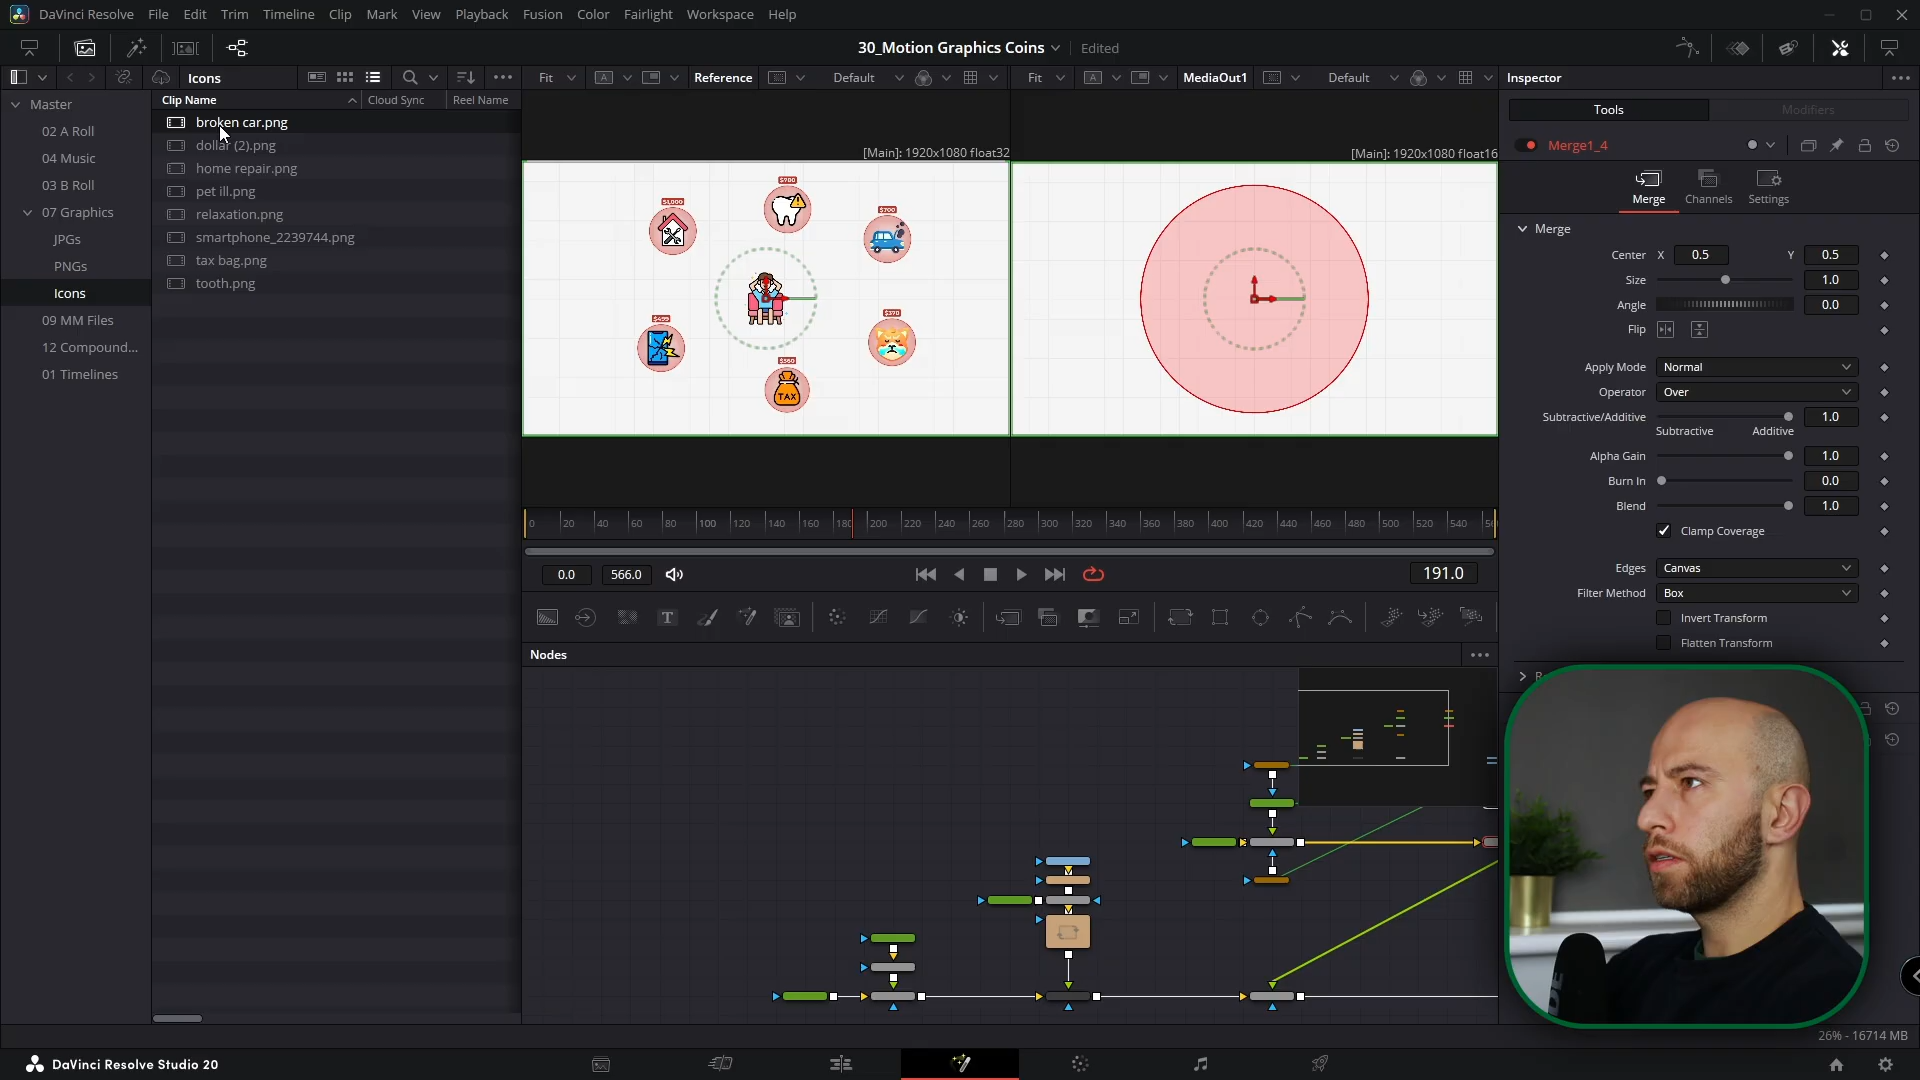 DaVinci Resolve File Edit Trim Timeline Clip Mark View Playback Fusion Color Fairlight Workspace Help
30_Motion Graphics Coins Edited
Icons Fit Reference Default Fit MediaOut1 Default Inspector
Master
02 A Roll
04 Music
03 B Roll
07 Graphics
JPGs
PNGs
Icons
09 MM Files
12 Compound...
01 Timelines
Clip Name Cloud Sync Reel Name
broken car.png
dollar (2).png
home repair.png
pet ill.png
relaxation.png
smartphone_2239744.png
tax bag.png
tooth.png
[Main]: 1920x1080 float32
[Main]: 1920x1080 float16
$1,000
$700
$499
$370
TAX
0 20 40 60 80 100 120 140 160 180 200 220 240 260 280 300 320 340 360 380 400 420 440 460 480 500 520 540
0.0 566.0 191.0
Nodes
Tools Modifiers
Merge1_4
Merge Channels Settings
Merge
Center X 0.5 Y 0.5
Size 1.0
Angle 0.0
Flip
Apply Mode Normal
Operator Over
Subtractive/Additive 1.0
Subtractive Additive
Alpha Gain 1.0
Burn In 0.0
Blend 1.0
Clamp Coverage
Edges Canvas
Filter Method Box
Invert Transform
Flatten Transform
26% - 16714 MB
DaVinci Resolve Studio 20